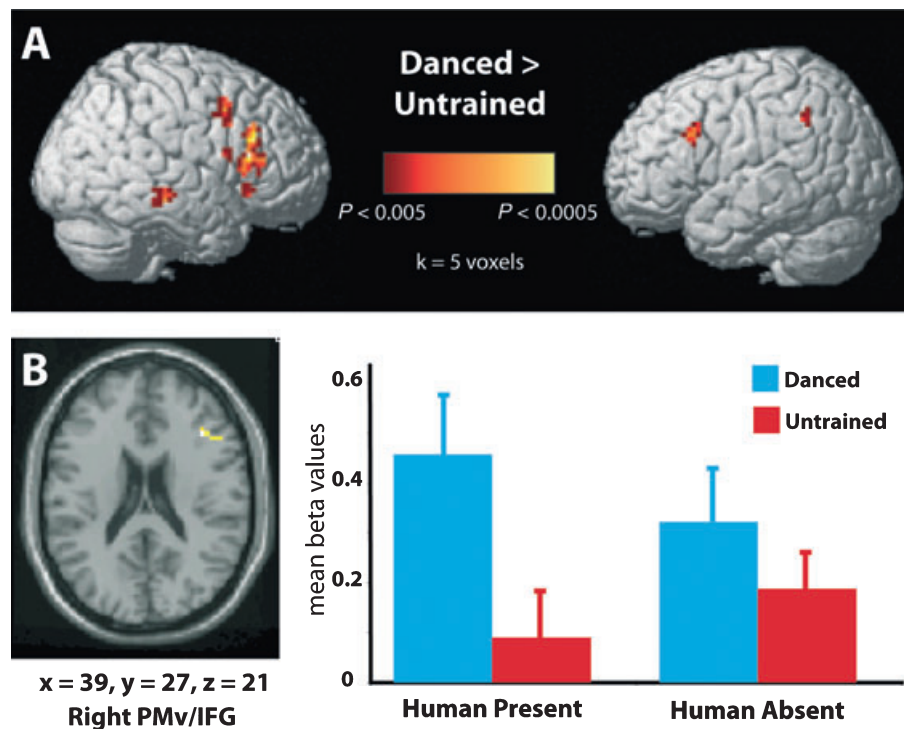 A
Danced >
Untrained
P < 0.005
P < 0.0005
k = 5 voxels
B
x = 39, y = 27, z = 21
Right PMv/IFG
mean beta values
0.6
0.4
0.2
0
Danced
Untrained
Human Present
Human Absent